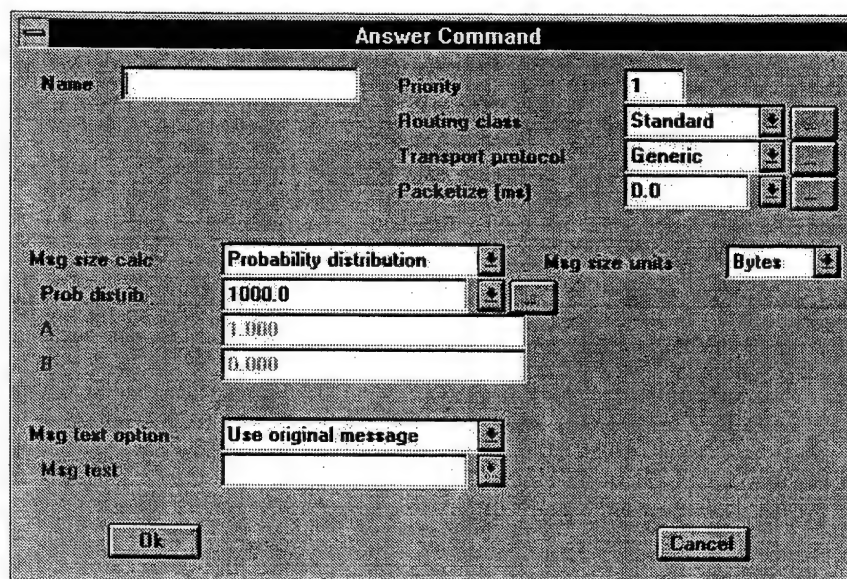 Answer Command
Name
Priority 1
Routing class Standard ...
Transport protocol Generic ...
Packetize (ms) 0.0 ...
Msg size calc Probability distribution Msg size units Bytes
Prob distrib 1000.0 ...
A 1.000
B 0.000
Msg text option Use original message
Msg text
Ok Cancel